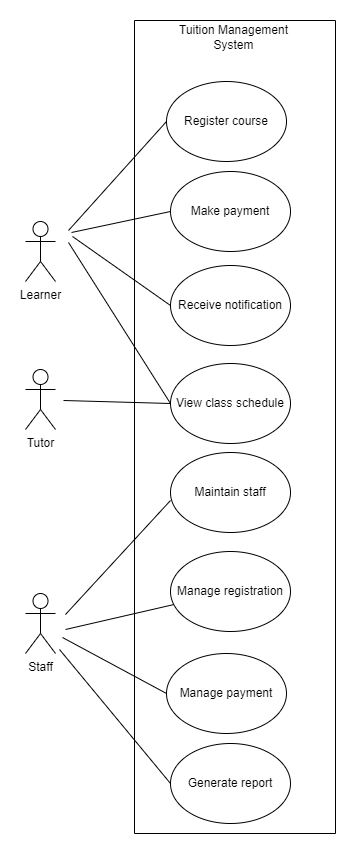 Tuition Management
System
Register course
Make payment
Receive notification
Learner
View class schedule
Tutor
Maintain staff
Manage registration
Staff
Manage payment
Generate report